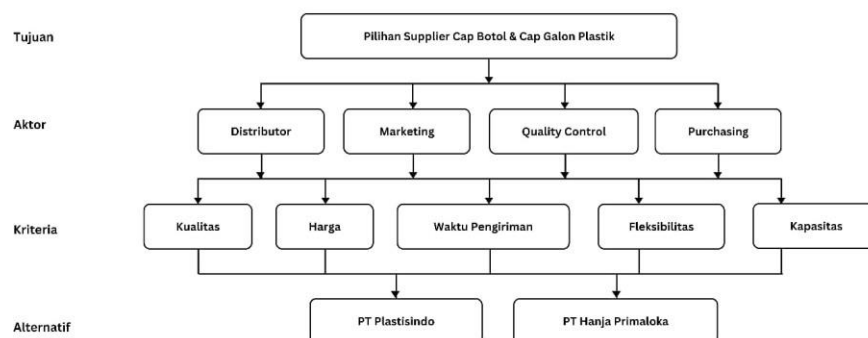 Tujuan
Pilihan Supplier Cap Botol & Cap Galon Plastik
Aktor
Distributor
Marketing
Quality Control
Purchasing
Kriteria
Kualitas
Harga
Waktu Pengiriman
Fleksibilitas
Kapasitas
Alternatif
PT Plastisindo
PT Hanja Primaloka